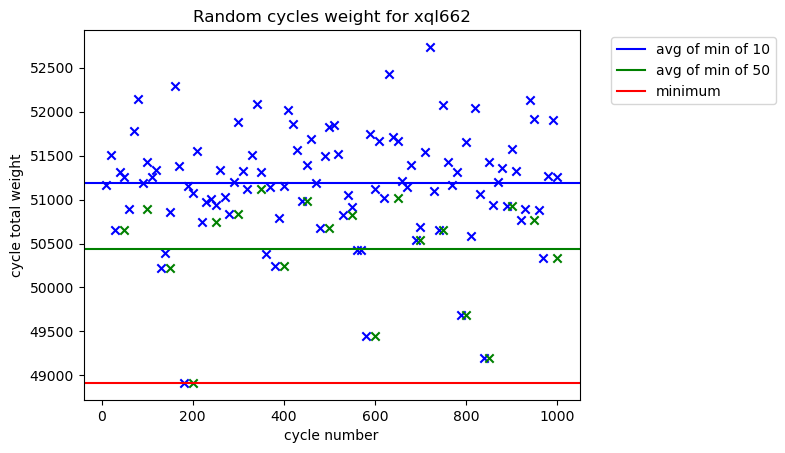 Random cycles weight for xql662
avg of min of 10
avg of min of 50
minimum
cycle total weight
52500
52000
51500
51000
50500
50000
49500
49000
0 200 400 600 800 1000
cycle number